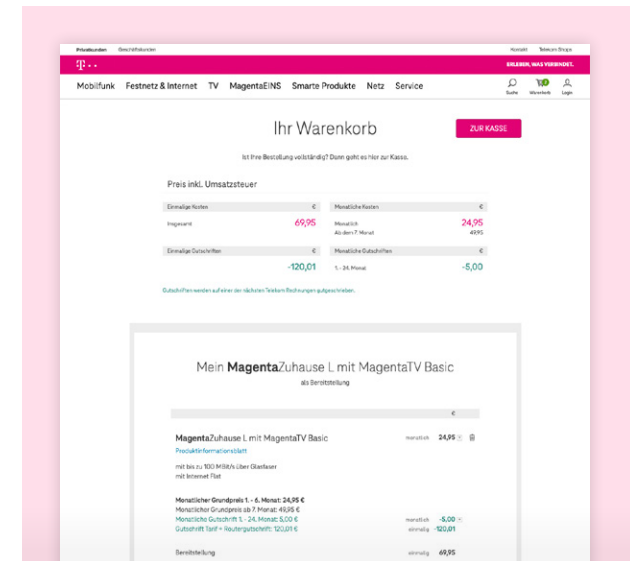 Privatkunden Geschäftskunden Kontakt Telekom Shops
T ERLEBEN, WAS VERBINDET.
Mobilfunk Festnetz & Internet TV MagentaEINS Smarte Produkte Netz Service
Suche Warenkorb Login
Ihr Warenkorb ZUR KASSE
Ist Ihre Bestellung vollständig? Dann geht es hier zur Kasse.
Preis inkl. Umsatzsteuer
Einmalige Kosten € Monatliche Kosten €
Insgesamt 69,95 Monatlich 24,95
Ab dem 7. Monat 49,95
Einmalige Gutschriften € Monatliche Gutschriften €
-120,01 1. - 24. Monat -5,00
Gutschriften werden auf einer der nächsten Telekom Rechnungen gutgeschrieben.
Mein MagentaZuhause L mit MagentaTV Basic
als Bereitstellung
€
MagentaZuhause L mit MagentaTV Basic monatlich 24,95
Produktinformationsblatt
mit bis zu 100 MBit/s über Glasfaser
mit Internet Flat
Monatlicher Grundpreis 1. - 6. Monat: 24,95 €
Monatlicher Grundpreis ab 7. Monat: 49,95 €
Monatliche Gutschrift 1. - 24. Monat: 5,00 € monatlich -5,00
Gutschrift Tarif + Routergutschrift: 120,01 € einmalig -120,01
Bereitstellung einmalig 69,95